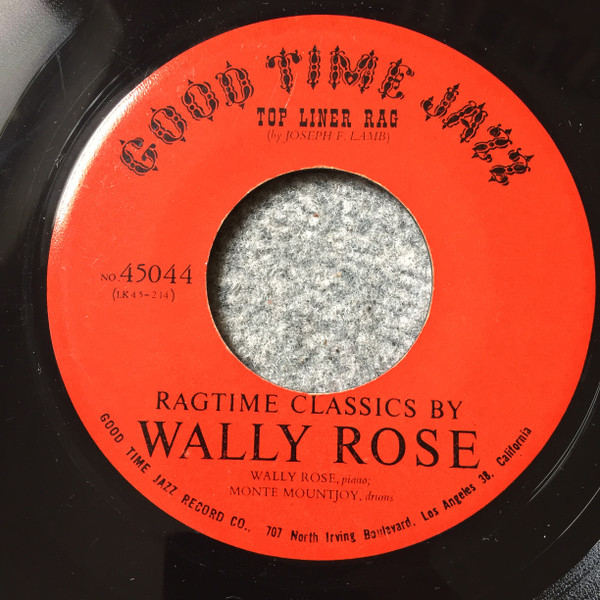 GOOD TIME JAZZ
TOP LINER RAG
(by JOSEPH F. LAMB)
NO. 45044
(LK45-214)
RAGTIME CLASSICS BY
WALLY ROSE
WALLY ROSE, piano;
MONTE MOUNTJOY, drums
GOOD TIME JAZZ RECORD CO., 707 North Irving Boulevard, Los Angeles 38, California